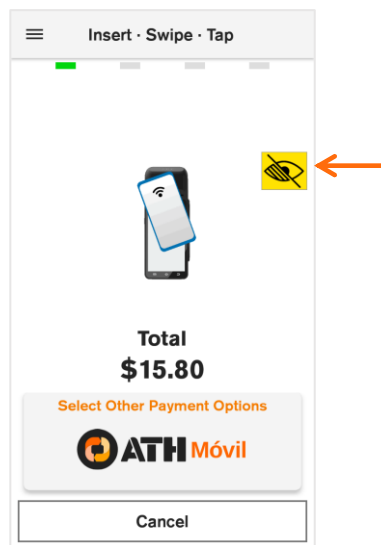 Insert · Swipe · Tap
Total
$15.80
Select Other Payment Options
ATH Móvil
Cancel